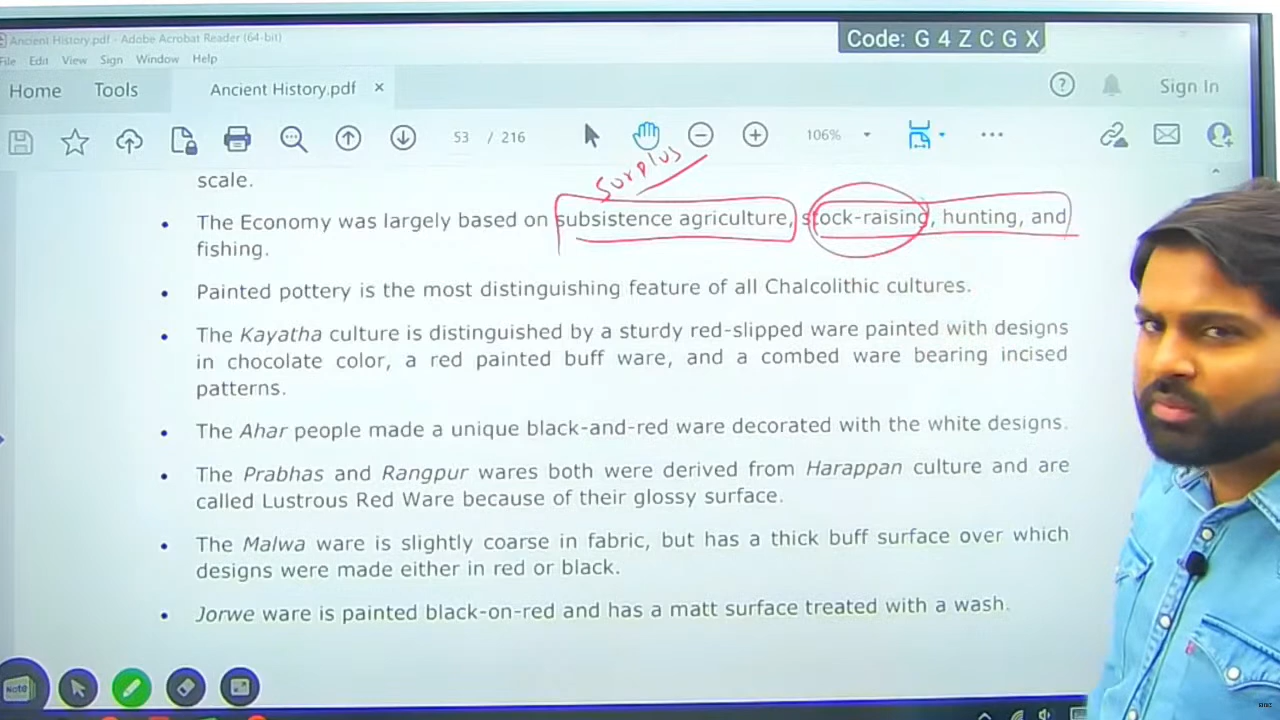 Ancient History.pdf - Adobe Acrobat Reader (64-bit)
Code: G 4 Z C G X
File Edit View Sign Window Help
Home Tools Ancient History.pdf × Sign In
53 / 216 106%
scale.
Surplus
• The Economy was largely based on subsistence agriculture, stock-raising, hunting, and
fishing.
• Painted pottery is the most distinguishing feature of all Chalcolithic cultures.
• The Kayatha culture is distinguished by a sturdy red-slipped ware painted with designs
in chocolate color, a red painted buff ware, and a combed ware bearing incised
patterns.
• The Ahar people made a unique black-and-red ware decorated with the white designs.
• The Prabhas and Rangpur wares both were derived from Harappan culture and are
called Lustrous Red Ware because of their glossy surface.
• The Malwa ware is slightly coarse in fabric, but has a thick buff surface over which
designs were made either in red or black.
• Jorwe ware is painted black-on-red and has a matt surface treated with a wash.
Note